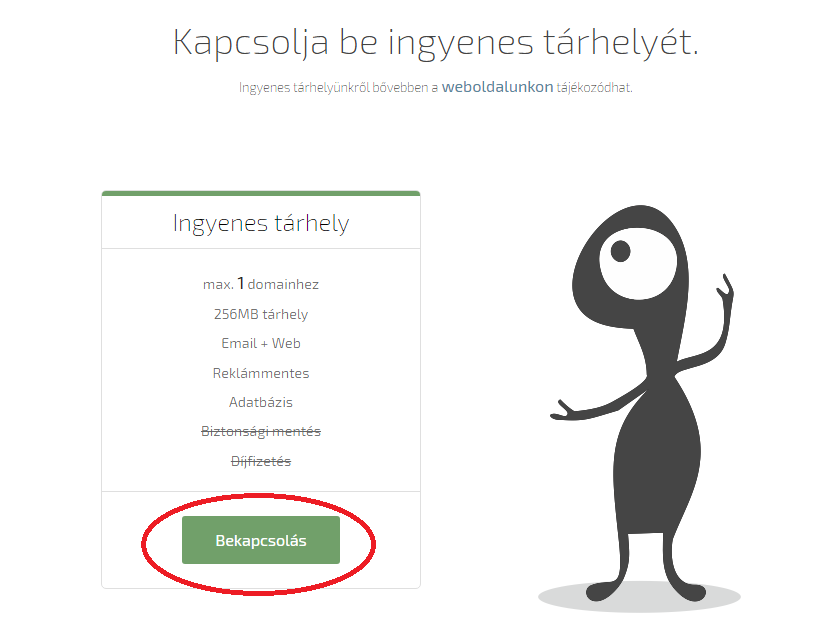 Kapcsolja be ingyenes tárhelyét.
Ingyenes tárhelyünkről bővebben a weboldalunkon tájékozódhat.
Ingyenes tárhely
max. 1 domainhez
256MB tárhely
Email + Web
Reklámmentes
Adatbázis
Biztonsági mentés
Díjfizetés
Bekapcsolás